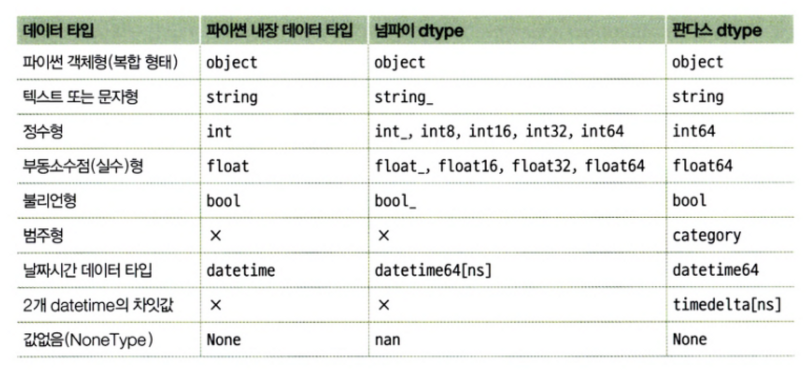 데이터 타입 파이썬 내장 데이터 타입 넘파이 dtype 판다스 dtype
파이썬 객체형(복합 형태) object object object
텍스트 또는 문자형 string string_ string
정수형 int int_, int8, int16, int32, int64 int64
부동소수점(실수)형 float float_, float16, float32, float64 float64
불리언형 bool bool_ bool
범주형 × × category
날짜시간 데이터 타입 datetime datetime64[ns] datetime64
2개 datetime의 차잇값 × × timedelta[ns]
값없음(NoneType) None nan None